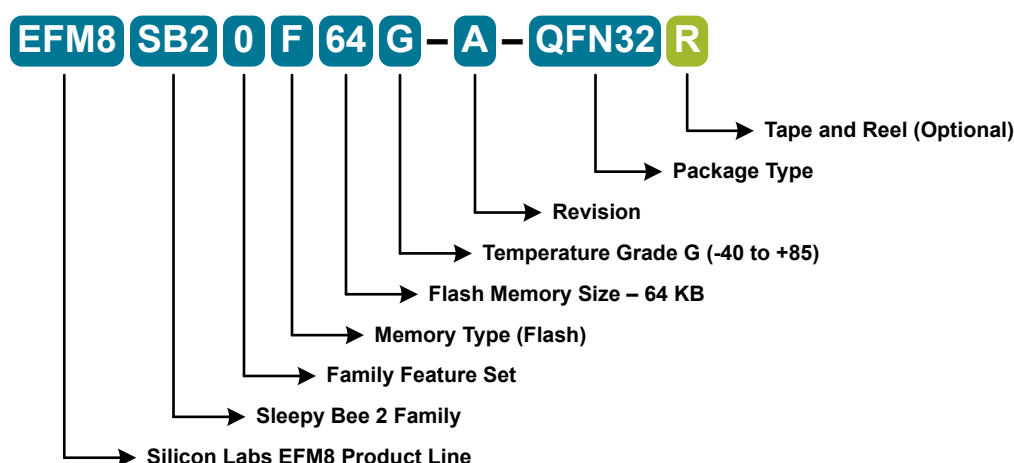 EFM8 SB2 0 F 64 G – A – QFN32 R
Tape and Reel (Optional)
Package Type
Revision
Temperature Grade G (-40 to +85)
Flash Memory Size – 64 KB
Memory Type (Flash)
Family Feature Set
Sleepy Bee 2 Family
Silicon Labs EFM8 Product Line